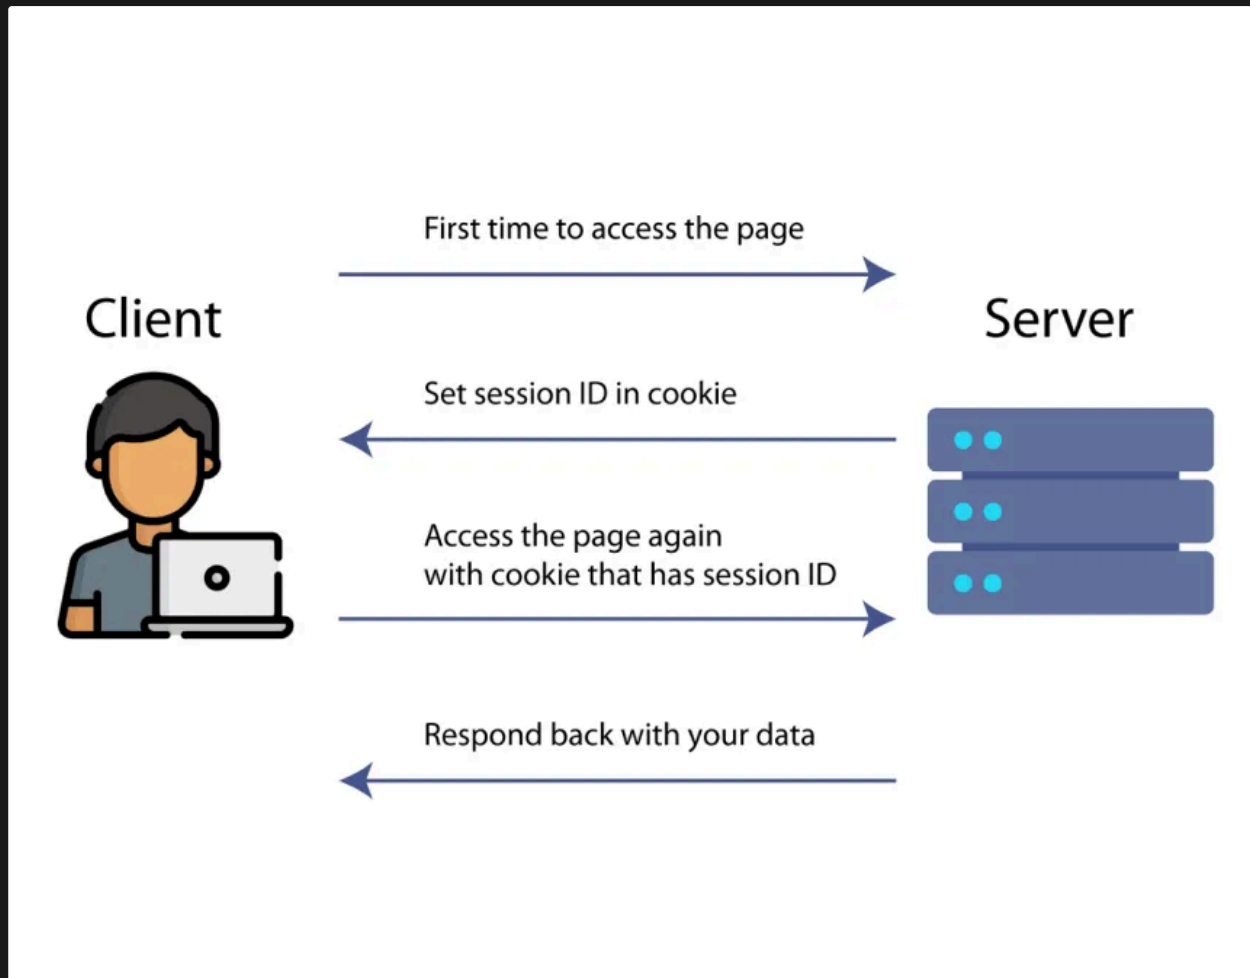 First time to access the page
Client
Server
Set session ID in cookie
Access the page again
with cookie that has session ID
Respond back with your data